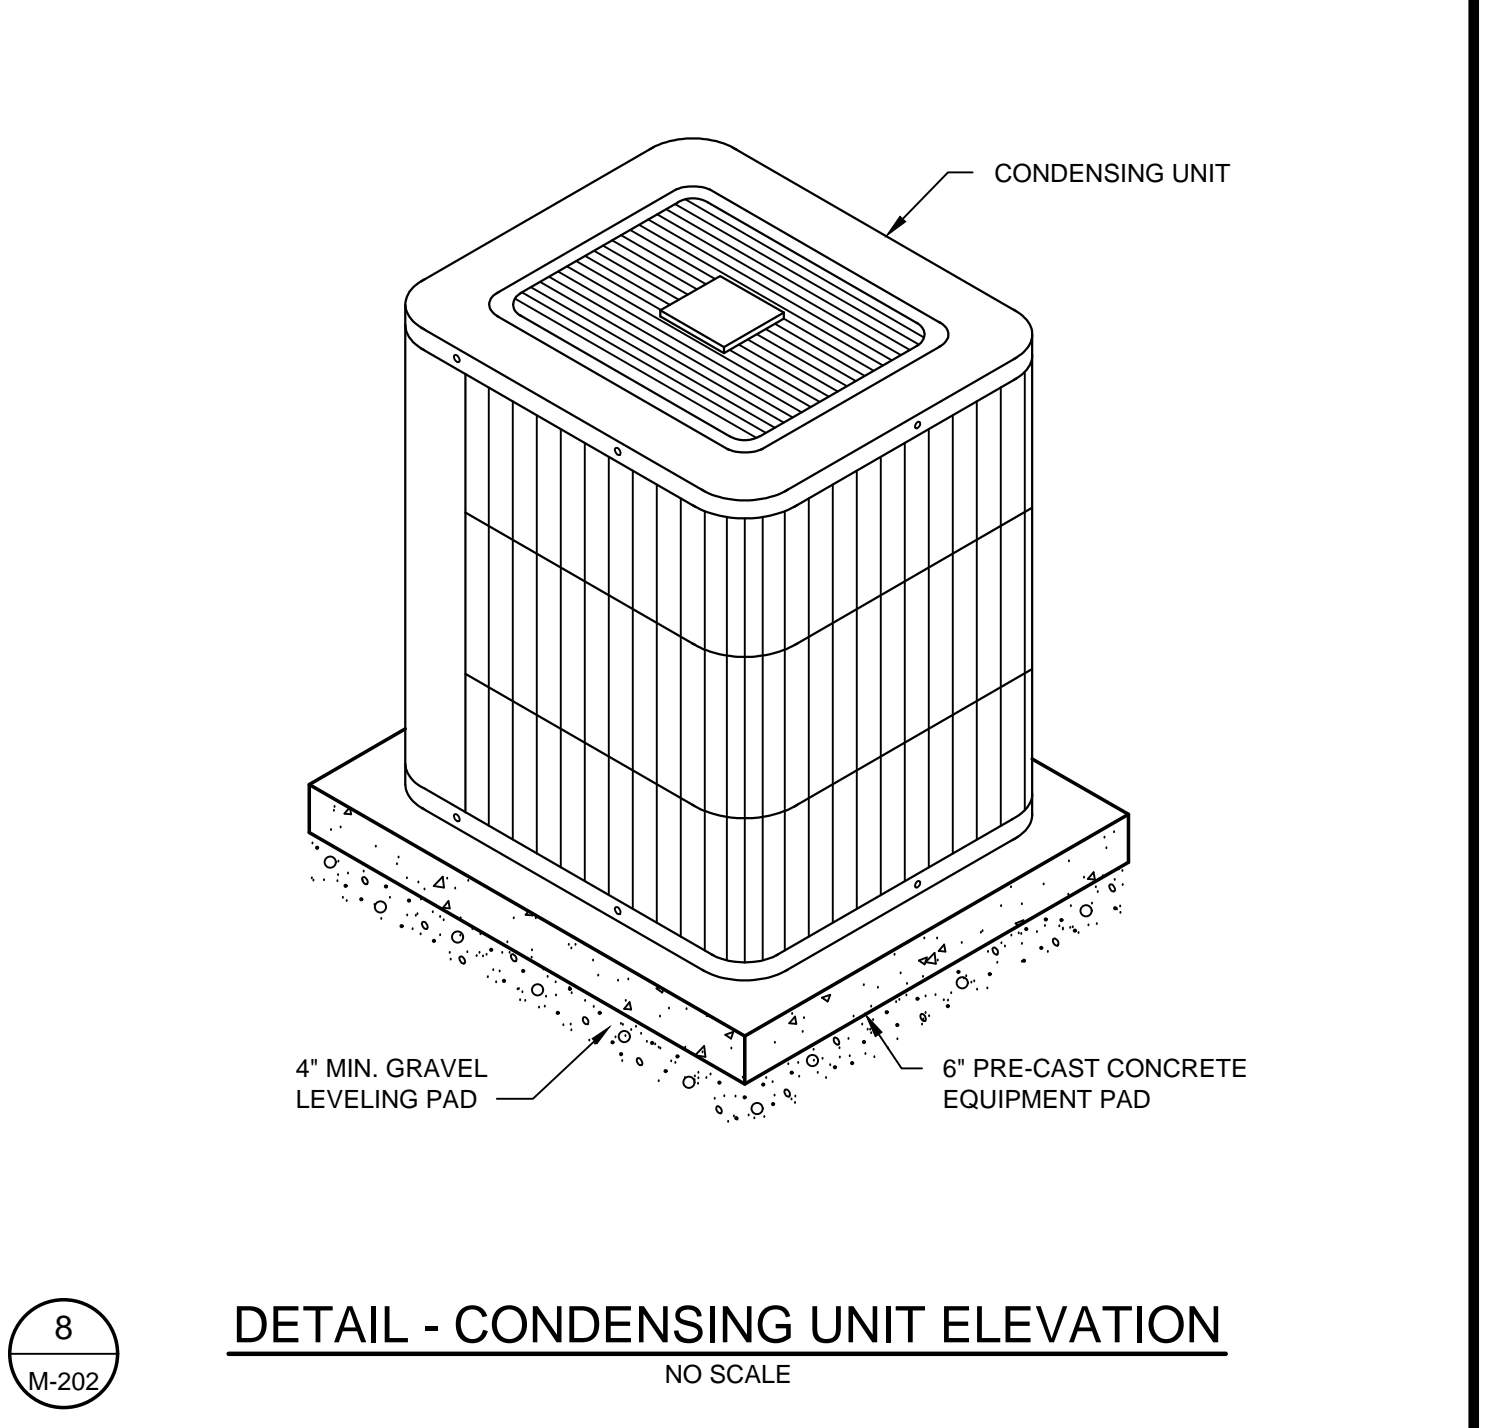 CONDENSING UNIT
4" MIN. GRAVEL
LEVELING PAD
6" PRE-CAST CONCRETE
EQUIPMENT PAD
8
M-202
DETAIL - CONDENSING UNIT ELEVATION
NO SCALE